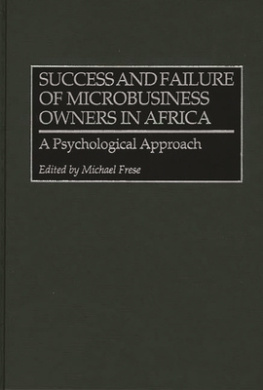 SUCCESS AND FAILURE
OF MICROBUSINESS
OWNERS IN AFRICA
A Psychological Approach
Edited by Michael Frese